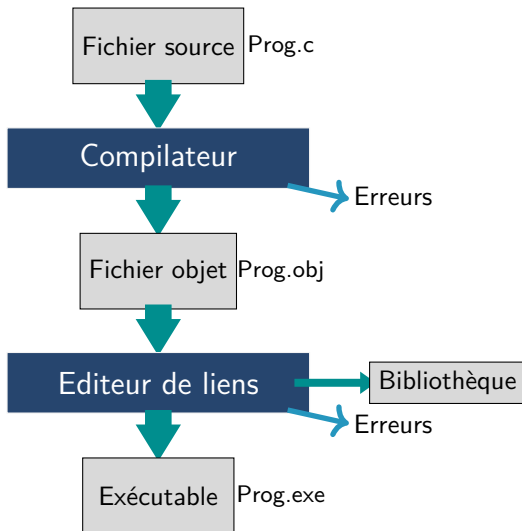 Fichier source Prog.c
Compilateur
Erreurs
Fichier objet Prog.obj
Editeur de liens Bibliothèque
Erreurs
Exécutable Prog.exe